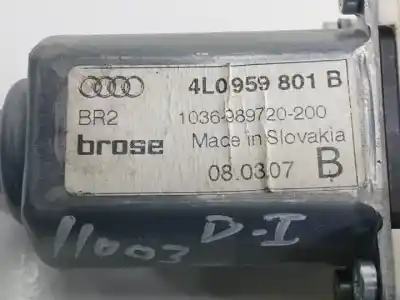 4L0959 801 B
BR2 1036-989720-200
brose Made in Slovakia
08.03.07 B
11003 D-I